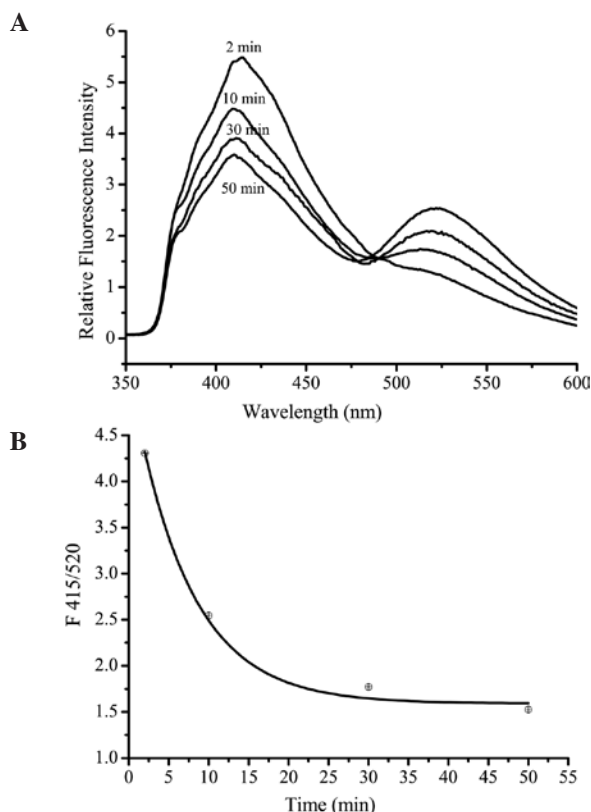 A
Relative Fluorescence Intensity
6
5
4
3
2
1
0
2 min
10 min
30 min
50 min
350 400 450 500 550 600
Wavelength (nm)
B
F 415/520
4.5
4.0
3.5
3.0
2.5
2.0
1.5
1.0
0 5 10 15 20 25 30 35 40 45 50 55
Time (min)